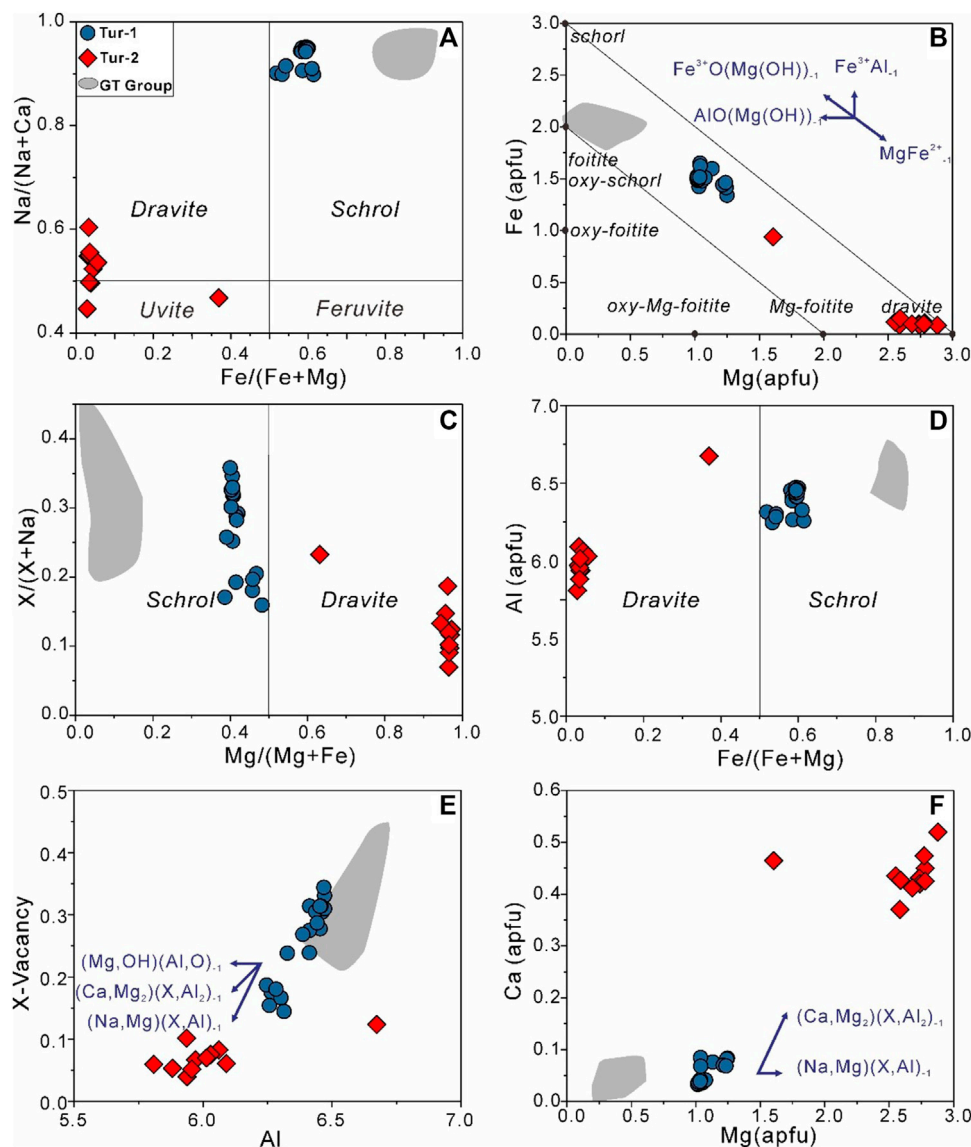 A
Tur-1
Tur-2
GT Group
Na/(Na+Ca)
1.0
0.8
0.6
0.4
Dravite
Schrol
Uvite
Feruvite
0.0 0.2 0.4 0.6 0.8 1.0
Fe/(Fe+Mg)
B
Fe (apfu)
3.0
2.5
2.0
1.5
1.0
0.5
0.0
schorl
Fe³⁺O(Mg(OH))₋₁
Fe³⁺Al₋₁
AlO(Mg(OH))₋₁
MgFe²⁺₋₁
foitite
oxy-schorl
oxy-foitite
oxy-Mg-foitite
Mg-foitite
dravite
0.0 0.5 1.0 1.5 2.0 2.5 3.0
Mg(apfu)
C
X/(X+Na)
0.4
0.3
0.2
0.1
0.0
Schrol
Dravite
0.0 0.2 0.4 0.6 0.8 1.0
Mg/(Mg+Fe)
D
Al (apfu)
7.0
6.5
6.0
5.5
5.0
Dravite
Schrol
0.0 0.2 0.4 0.6 0.8 1.0
Fe/(Fe+Mg)
E
X-Vacancy
0.5
0.4
0.3
0.2
0.1
0.0
(Mg,OH)(Al,O)₋₁
(Ca,Mg₂)(X,Al₂)₋₁
(Na,Mg)(X,Al)₋₁
5.5 6.0 6.5 7.0
Al
F
Ca (apfu)
0.6
0.5
0.4
0.3
0.2
0.1
0.0
(Ca,Mg₂)(X,Al₂)₋₁
(Na,Mg)(X,Al)₋₁
0.0 0.5 1.0 1.5 2.0 2.5 3.0
Mg(apfu)